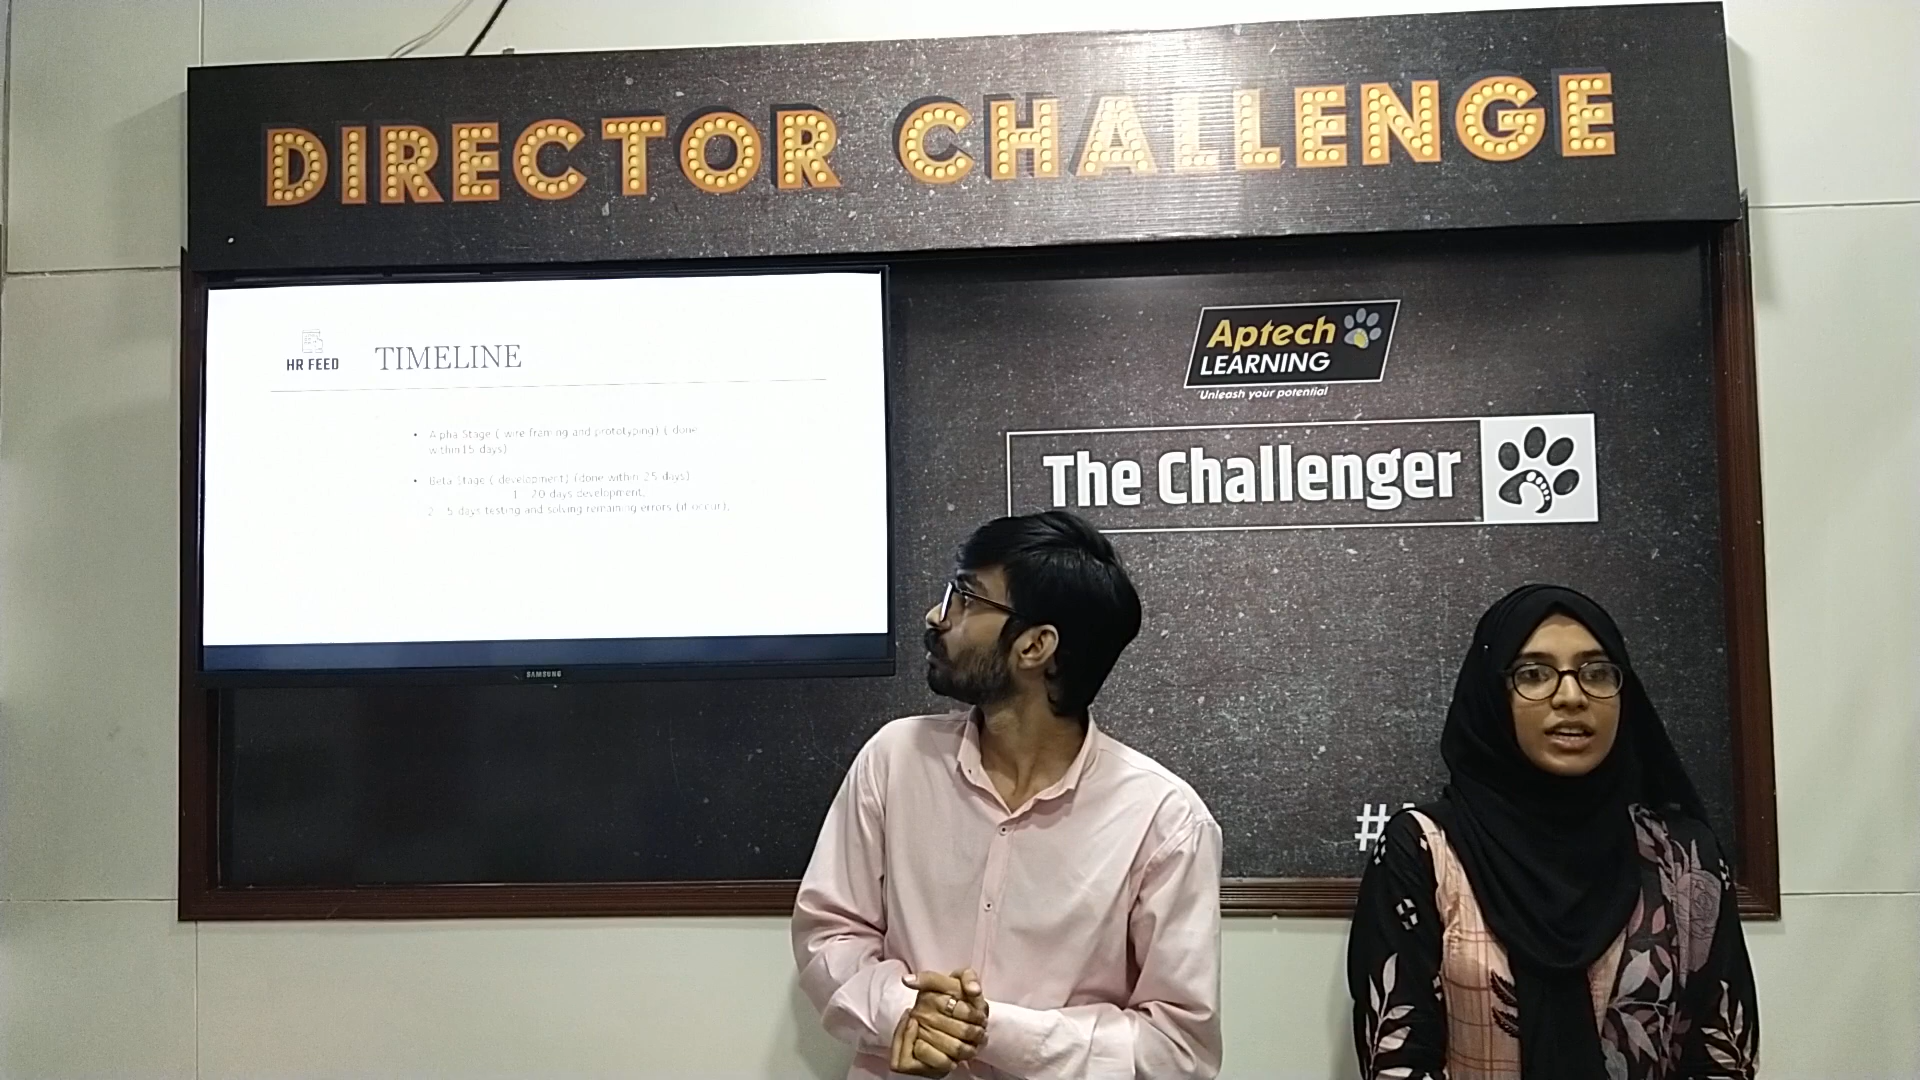 DIRECTOR CHALLENGE
HR FEED
TIMELINE
• Alpha Stage ( wire framing and prototyping) ( done
within15 days)
• Beta Stage ( development) (done within 25 days)
1 20 days development,
2 5 days testing and solving remaining errors (if occur),
SAMSUNG
Aptech
LEARNING
Unleash your potential
The Challenger
#